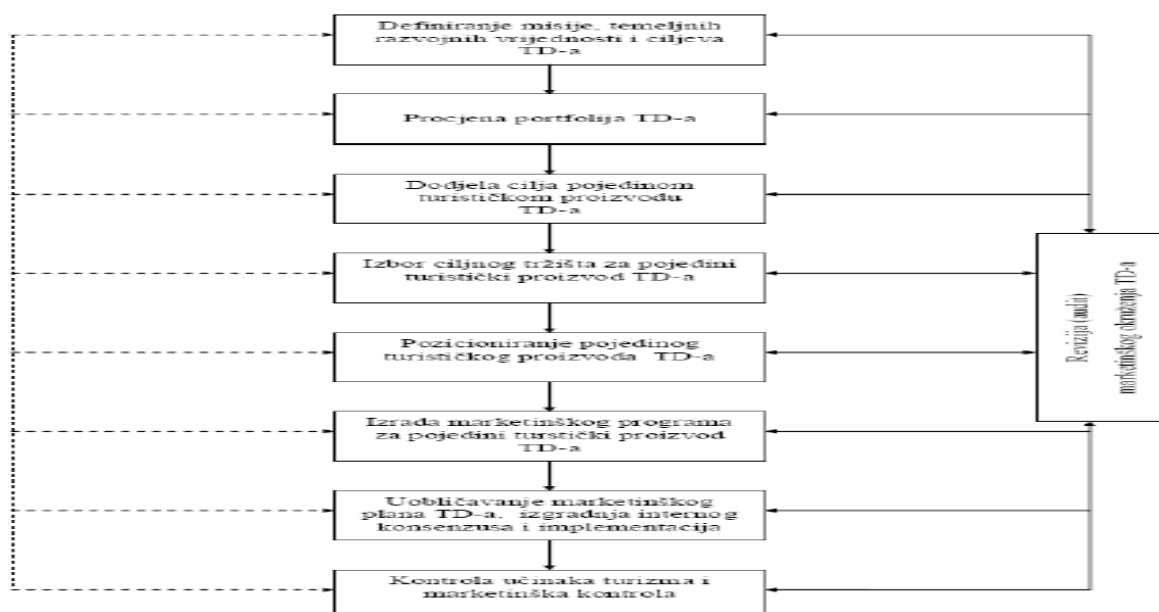 Definiranje misije, temeljnih
razvojnih vrijednosti i ciljeva
TD-a
Procjena portfolija TD-a
Dodjela cilja pojedinom
turističkom proizvodu
TD-a
Izbor ciljnog tržišta za pojedini
turistički proizvod TD-a
Pozicioniranje pojedinog
turističkog proizvoda TD-a
Izrada marketinškog programa
za pojedini turstički proizvod
TD-a
Uobličavanje marketinškog
plana TD-a, izgradnja internog
konsenzusa i implementacija
Kontrola učinaka turizma i
marketinška kontrola
Revizija (audit)
marketinškog okruženja TD-a